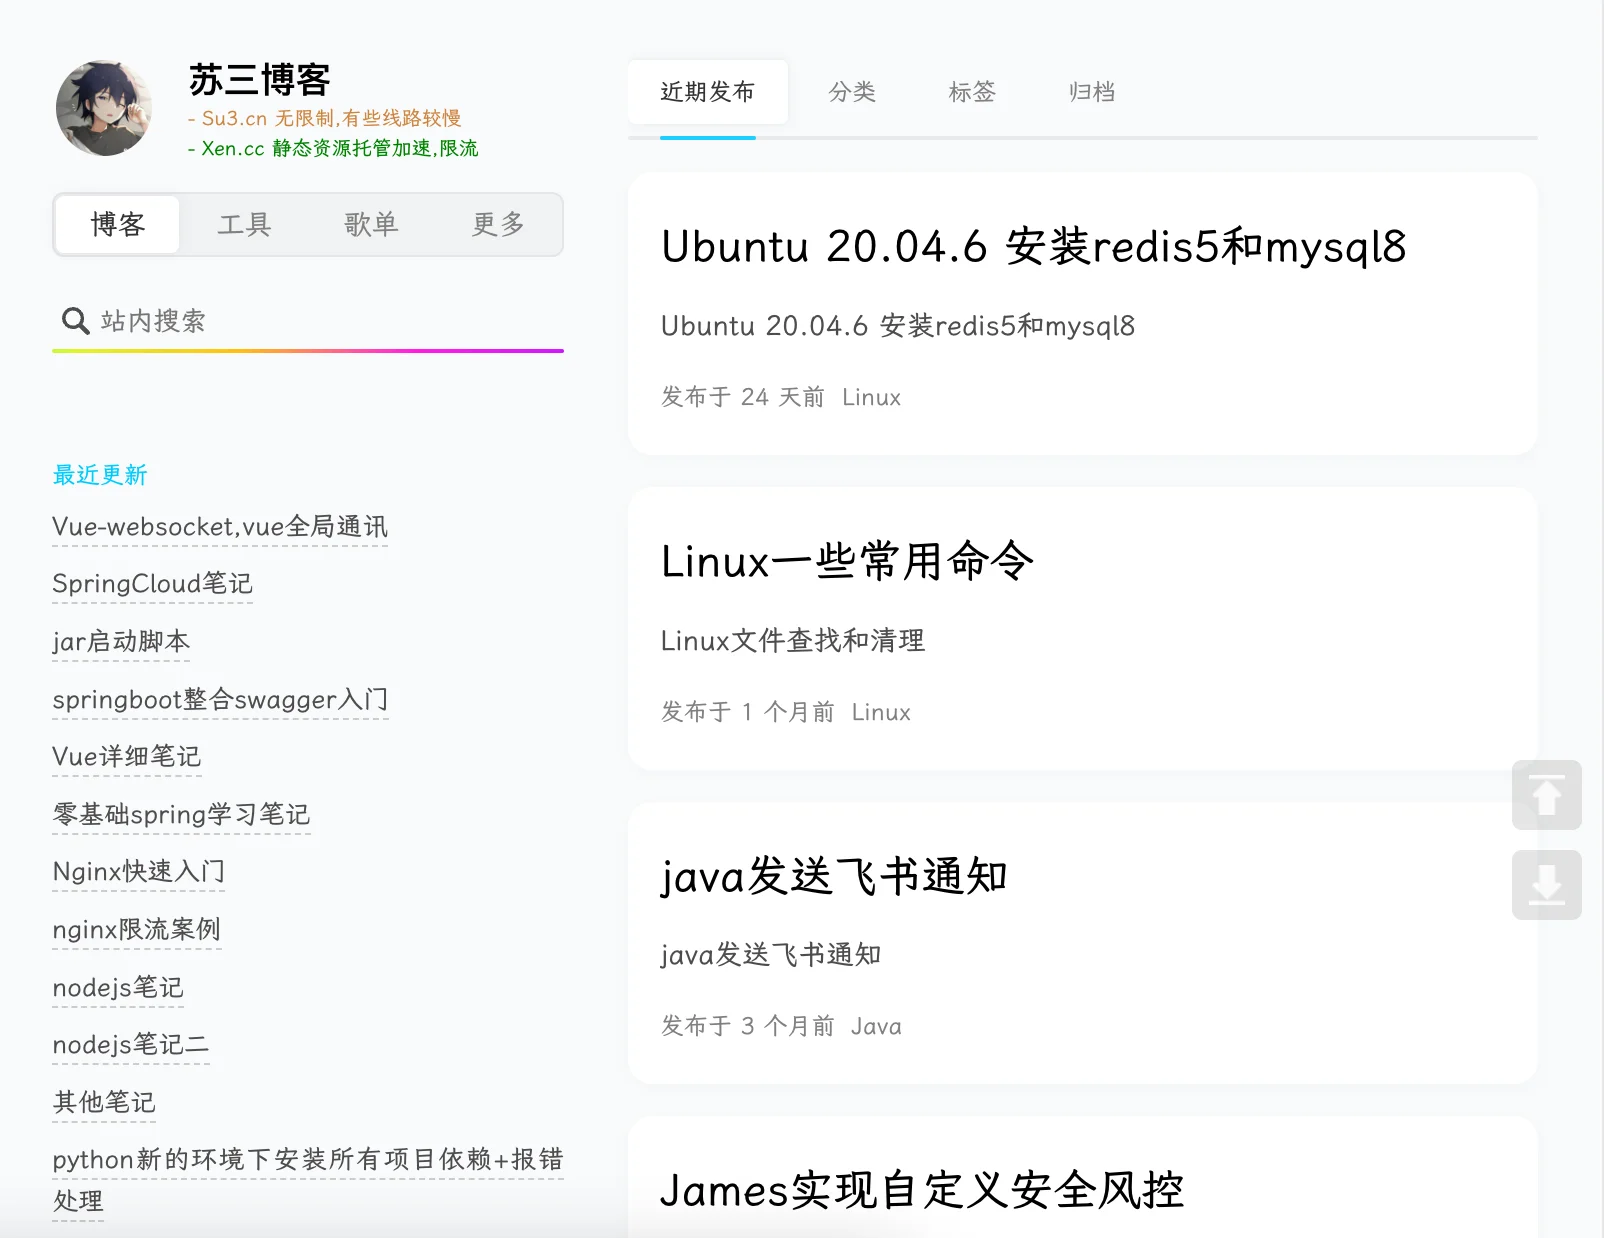 苏三博客
- Su3.cn 无限制,有些线路较慢
- Xen.cc 静态资源托管加速,限流
博客 工具 歌单 更多
站内搜索
最近更新
Vue-websocket,vue全局通讯
SpringCloud笔记
jar启动脚本
springboot整合swagger入门
Vue详细笔记
零基础spring学习笔记
Nginx快速入门
nginx限流案例
nodejs笔记
nodejs笔记二
其他笔记
python新的环境下安装所有项目依赖+报错
处理
近期发布 分类 标签 归档
Ubuntu 20.04.6 安装redis5和mysql8
Ubuntu 20.04.6 安装redis5和mysql8
发布于 24 天前 Linux
Linux一些常用命令
Linux文件查找和清理
发布于 1 个月前 Linux
java发送飞书通知
java发送飞书通知
发布于 3 个月前 Java
James实现自定义安全风控